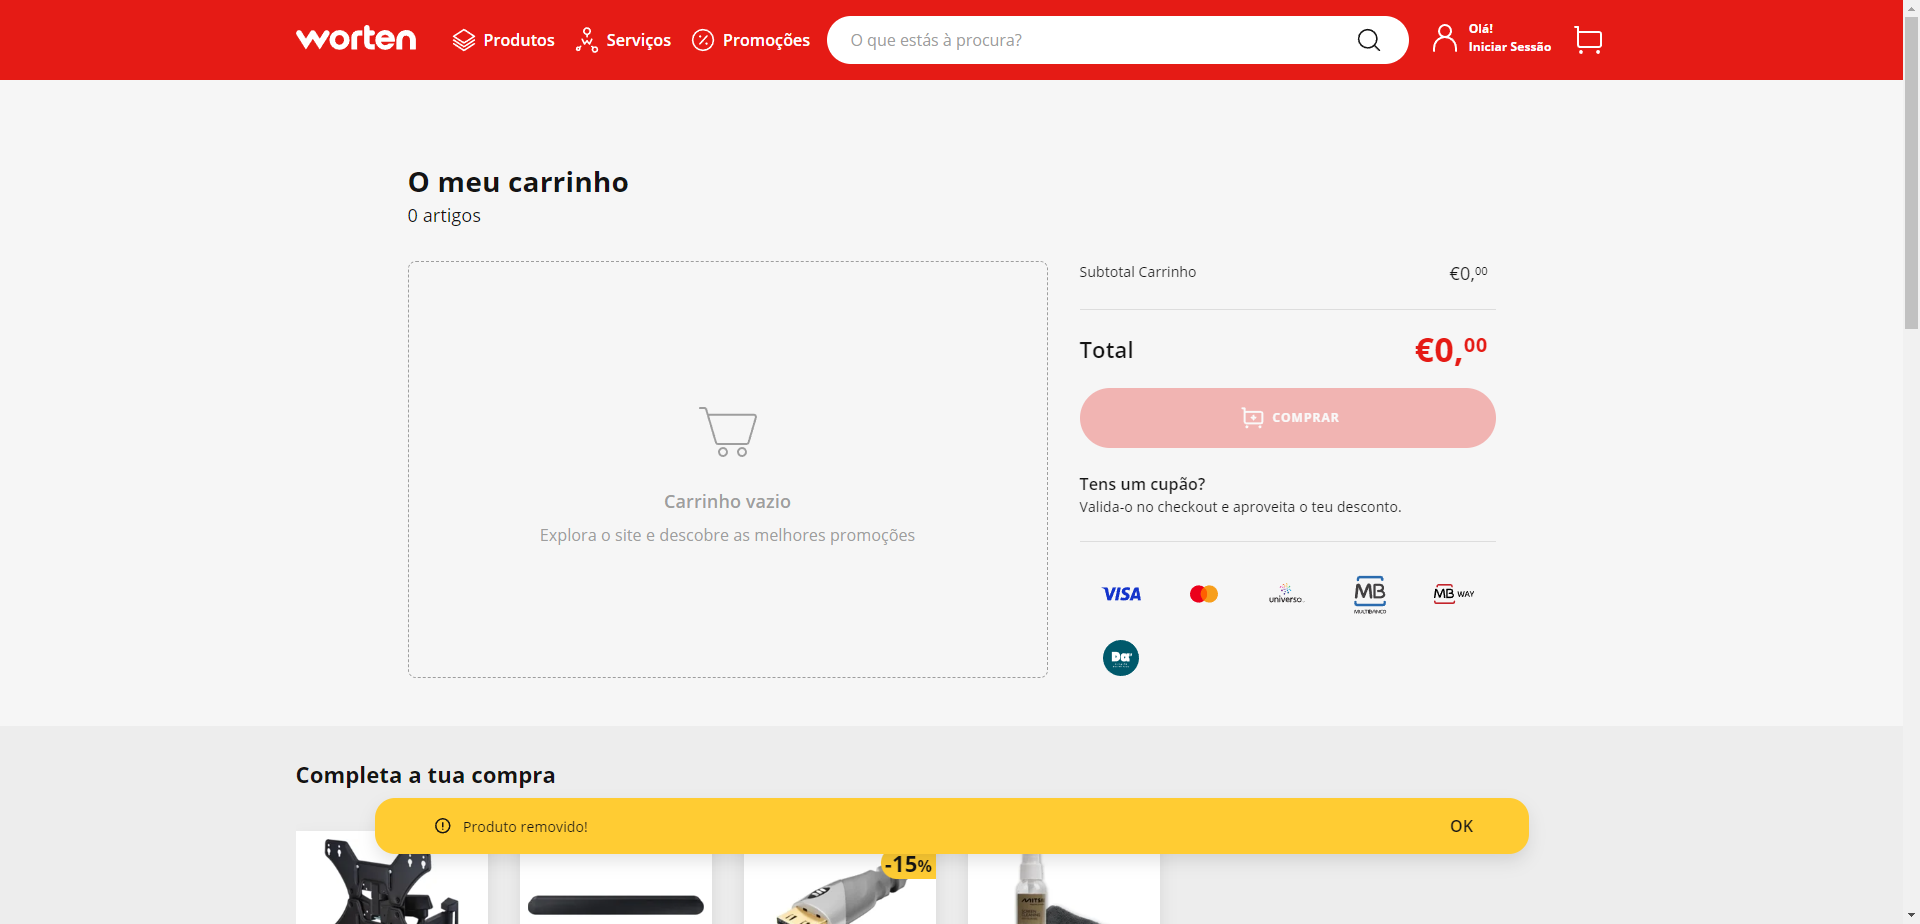 worten
Produtos
Serviços
Promoções
O que estás à procura?
Olá!
Iniciar Sessão
O meu carrinho
0 artigos
Carrinho vazio
Explora o site e descobre as melhores promoções
Subtotal Carrinho €0,00
Total €0,00
COMPRAR
Tens um cupão?
Valida-o no checkout e aproveita o teu desconto.
VISA
universo
MB
MULTIBANCO
MB WAY
Da
Completa a tua compra
Produto removido! OK
-15%